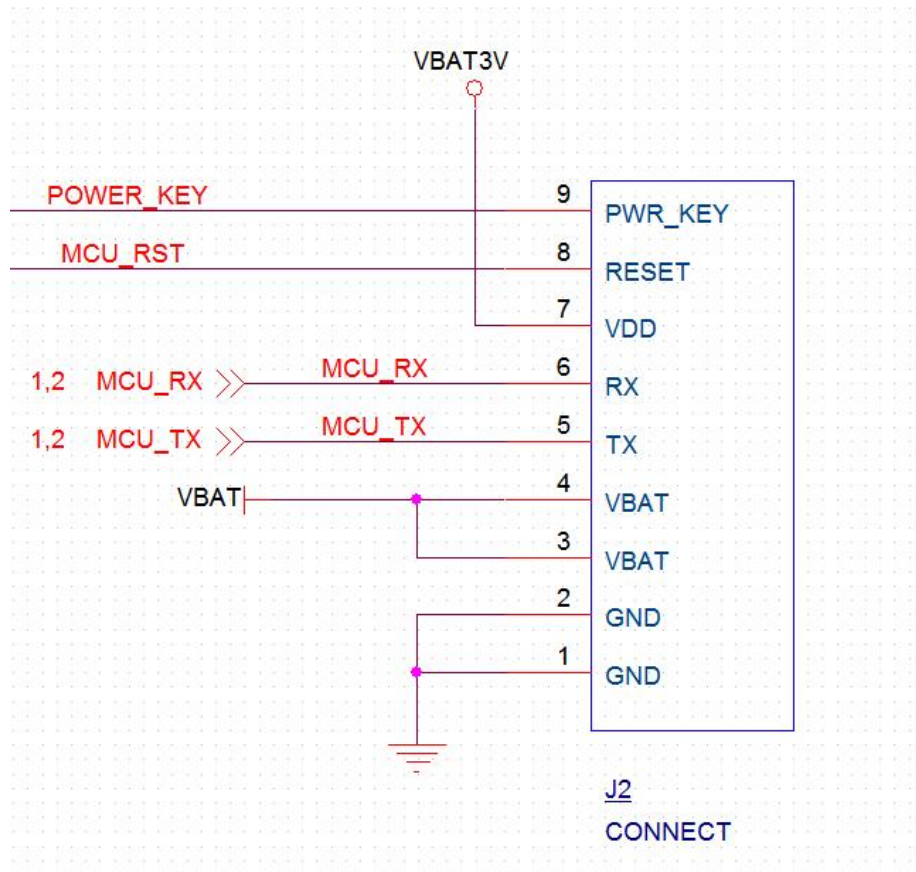 VBAT3V
POWER_KEY 9 PWR_KEY
MCU_RST 8 RESET
7 VDD
1,2 MCU_RX MCU_RX 6 RX
1,2 MCU_TX MCU_TX 5 TX
VBAT 4 VBAT
3 VBAT
2 GND
1 GND
J2
CONNECT